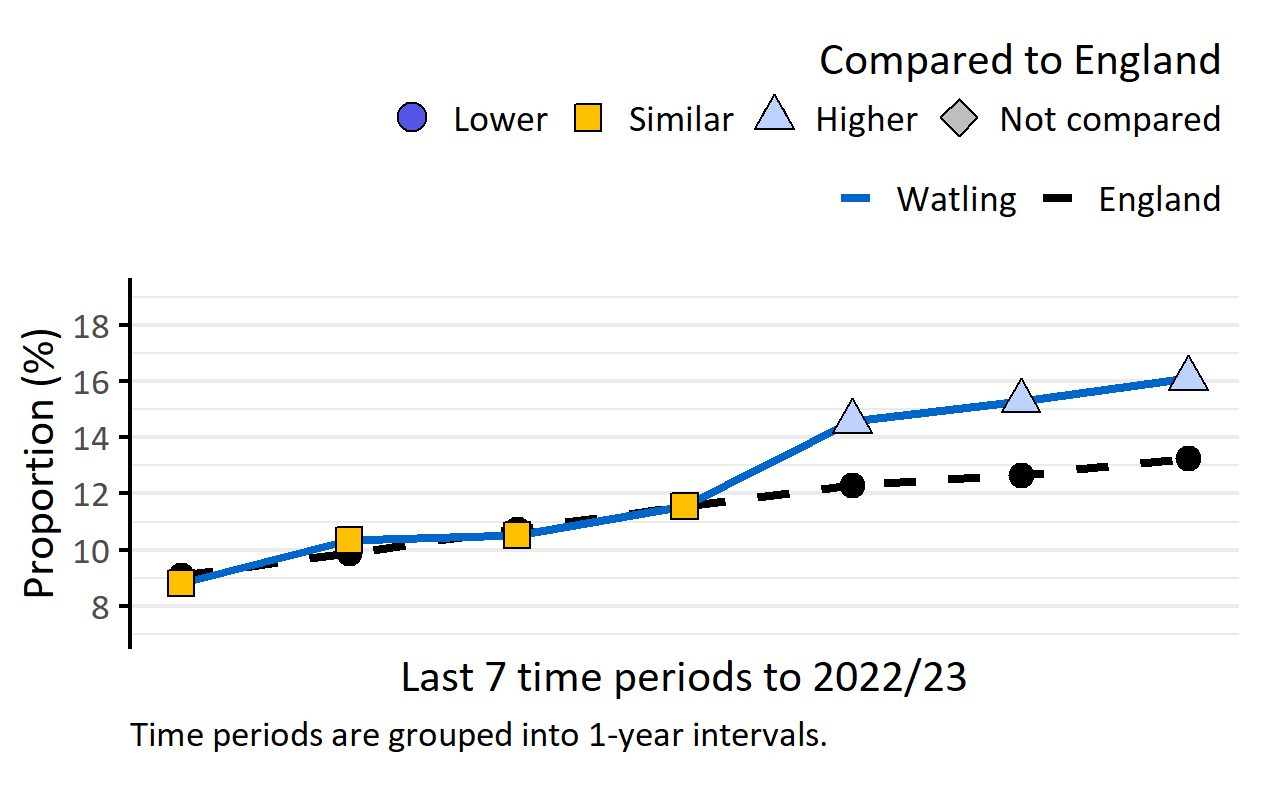 Compared to England
Lower Similar Higher Not compared
Watling England
Proportion (%)
18
16
14
12
10
8
Last 7 time periods to 2022/23
Time periods are grouped into 1-year intervals.